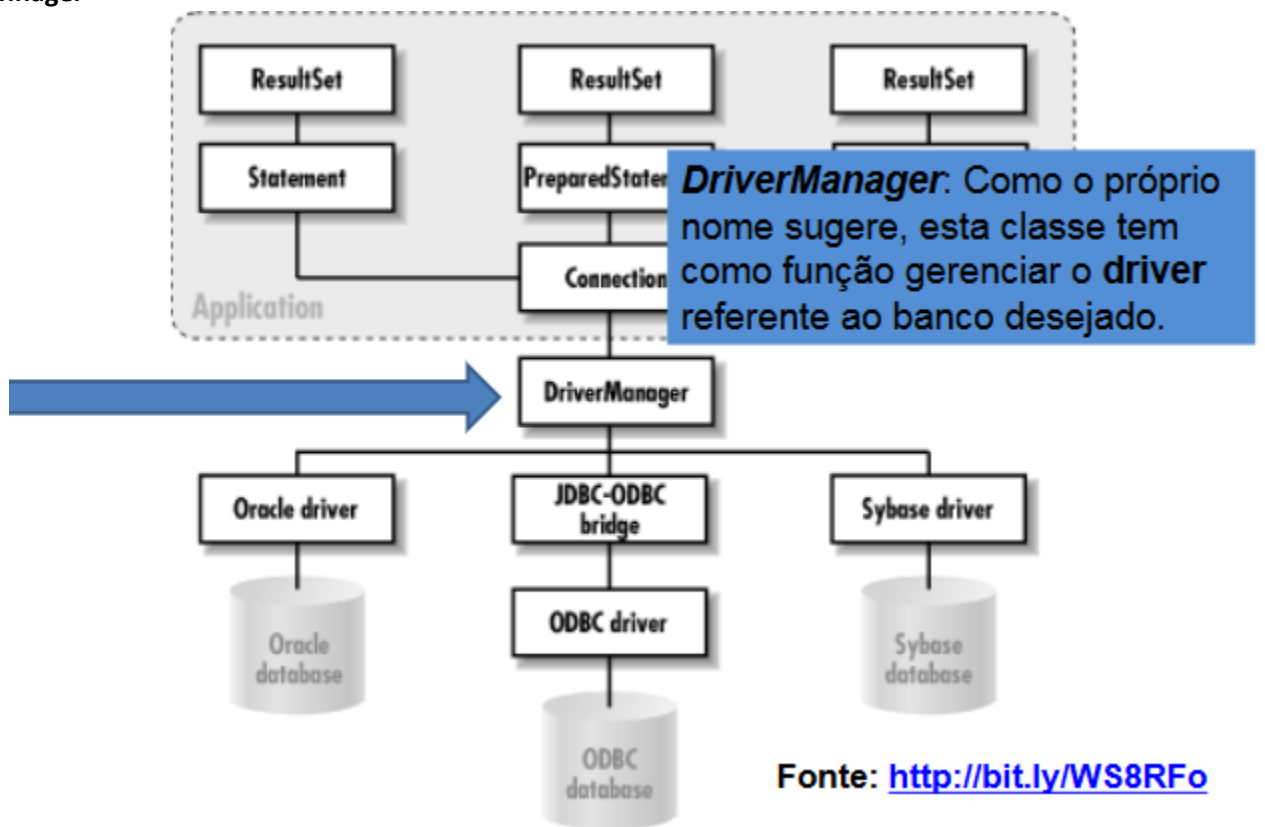 ResultSet
ResultSet
ResultSet
Statement
DriverManager: Como o próprio
nome sugere, esta classe tem
como função gerenciar o driver
referente ao banco desejado.
Connection
Application
DriverManager
Oracle driver
JDBC-ODBC
bridge
Sybase driver
Oracle
database
ODBC driver
Sybase
database
ODBC
database
Fonte: http://bit.ly/WS8RFo